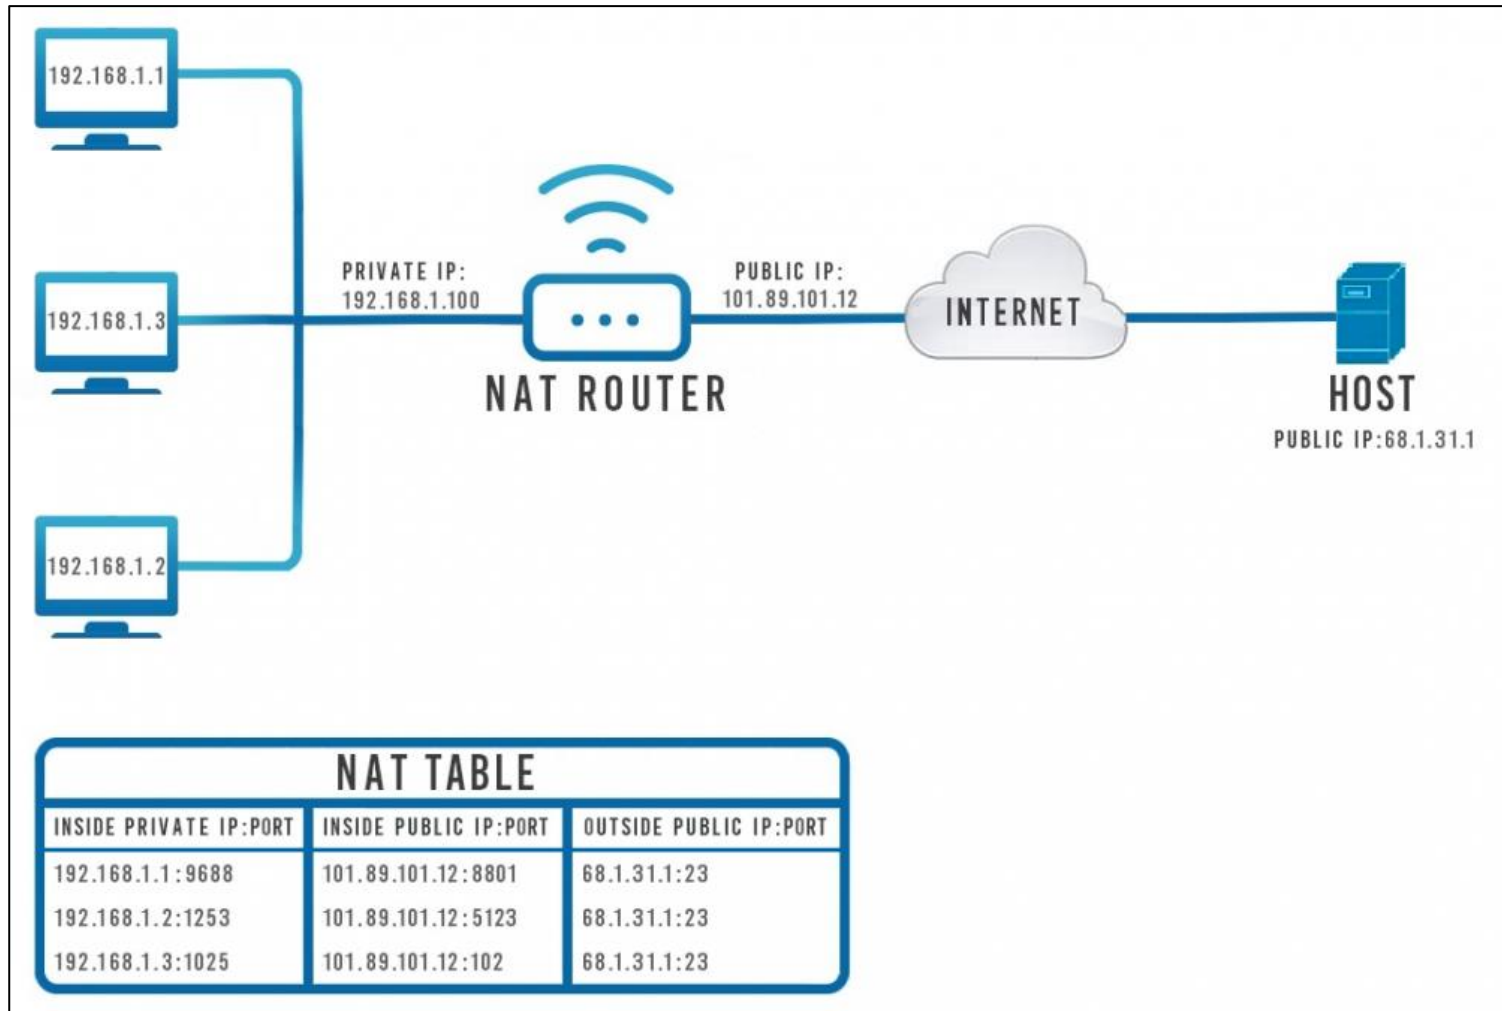 192.168.1.1
192.168.1.3
192.168.1.2
PRIVATE IP:
192.168.1.100
NAT ROUTER
PUBLIC IP:
101.89.101.12
INTERNET
HOST
PUBLIC IP:68.1.31.1
NAT TABLE
INSIDE PRIVATE IP:PORT INSIDE PUBLIC IP:PORT OUTSIDE PUBLIC IP:PORT
192.168.1.1:9688 101.89.101.12:8801 68.1.31.1:23
192.168.1.2:1253 101.89.101.12:5123 68.1.31.1:23
192.168.1.3:1025 101.89.101.12:102 68.1.31.1:23